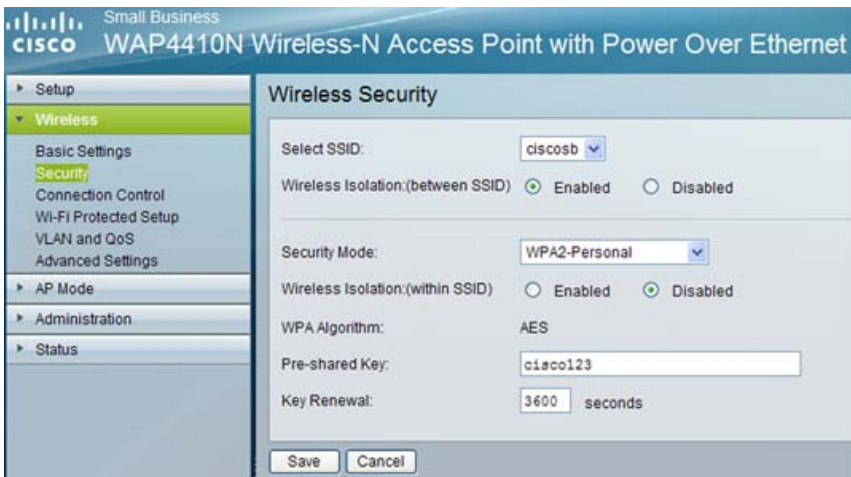 Small Business
CISCO WAP4410N Wireless-N Access Point with Power Over Ethernet
Setup
Wireless
Basic Settings
Security
Connection Control
Wi-Fi Protected Setup
VLAN and QoS
Advanced Settings
AP Mode
Administration
Status
Wireless Security
Select SSID: ciscosb
Wireless Isolation:(between SSID) Enabled Disabled
Security Mode: WPA2-Personal
Wireless Isolation:(within SSID) Enabled Disabled
WPA Algorithm: AES
Pre-shared Key: cisco123
Key Renewal: 3600 seconds
Save Cancel